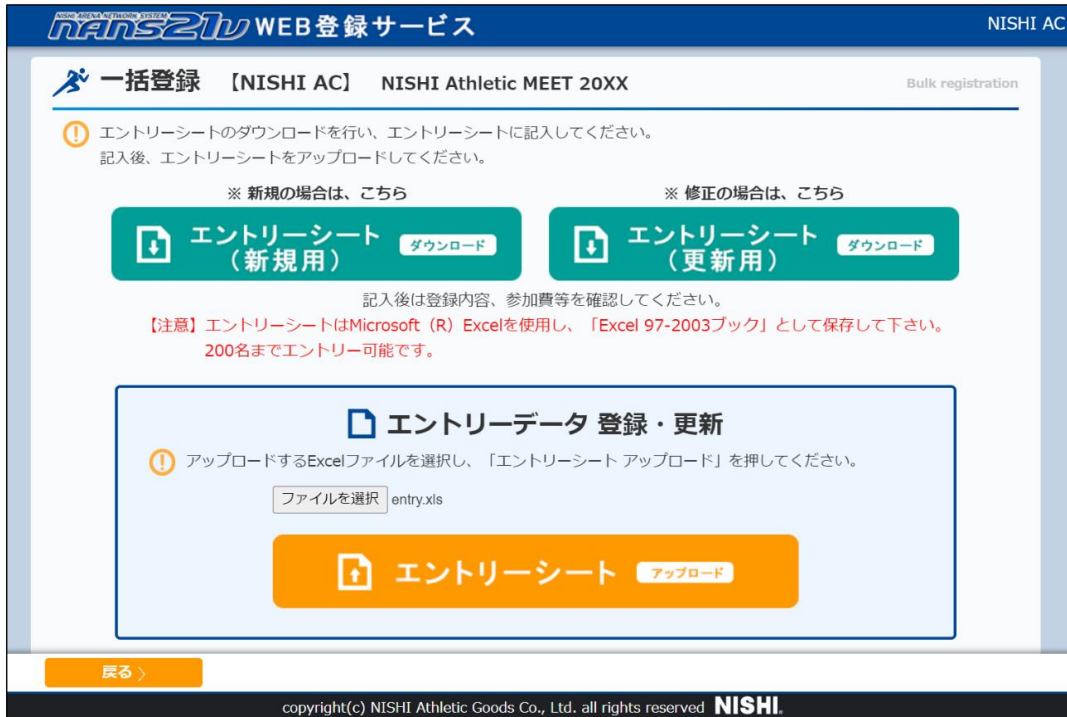 NISHI ARENA NETWORK SYSTEM
nans21V WEB登録サービス
NISHI AC
一括登録 【NISHI AC】 NISHI Athletic MEET 20XX
Bulk registration
エントリーシートのダウンロードを行い、エントリーシートに記入してください。
記入後、エントリーシートをアップロードしてください。
※ 新規の場合は、こちら
エントリーシート
（新規用）
ダウンロード
※ 修正の場合は、こちら
エントリーシート
（更新用）
ダウンロード
記入後は登録内容、参加費等を確認してください。
【注意】エントリーシートはMicrosoft（R）Excelを使用し、「Excel 97-2003ブック」として保存して下さい。
200名までエントリー可能です。
エントリーデータ 登録・更新
アップロードするExcelファイルを選択し、「エントリーシート アップロード」を押してください。
ファイルを選択 entry.xls
エントリーシート アップロード
戻る 〉
copyright(c) NISHI Athletic Goods Co., Ltd. all rights reserved NISHI.